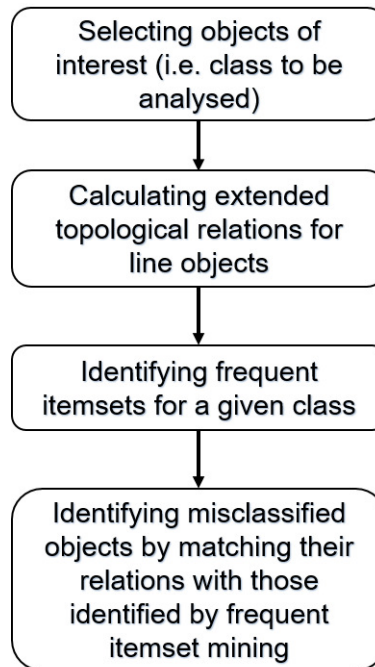 Selecting objects of
interest (i.e. class to be
analysed)
Calculating extended
topological relations for
line objects
Identifying frequent
itemsets for a given class
Identifying misclassified
objects by matching their
relations with those
identified by frequent
itemset mining